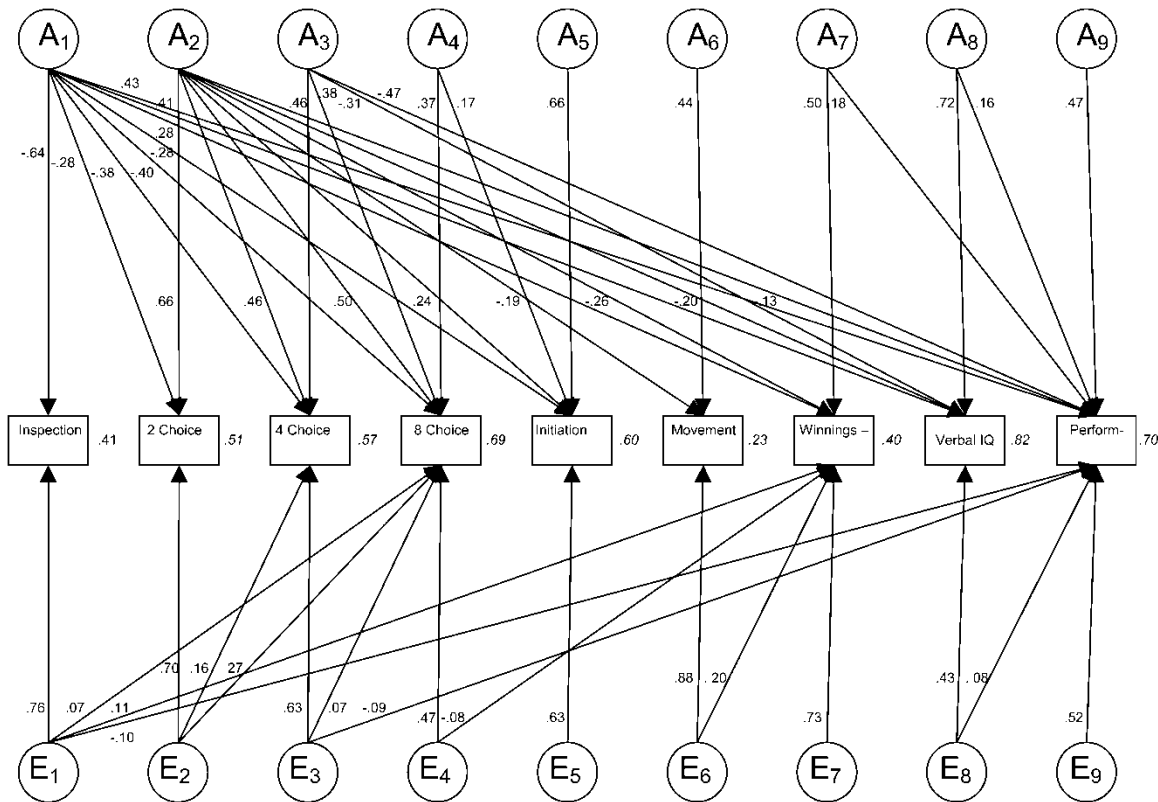 A1 A2 A3 A4 A5 A6 A7 A8 A9
.43 .41 .46 .38 -.31 -.47 .37 .17 .66 .44 .50 .18 .72 .16 .47
.28
-.64 -.28 -.28
-.38 -.40
.66 .46 .50 .24 -.19 -.26 -.20 -.13
Inspection .41 2 Choice .51 4 Choice .57 8 Choice .69 Initiation .60 Movement .23 Winnings – .40 Verbal IQ .82 Perform- .70
.70 .16 .27 .88 .20 .43 .08
.76 .07 .11 .63 .07 -.09 .47 -.08 .63 .73 .52
-.10
E1 E2 E3 E4 E5 E6 E7 E8 E9